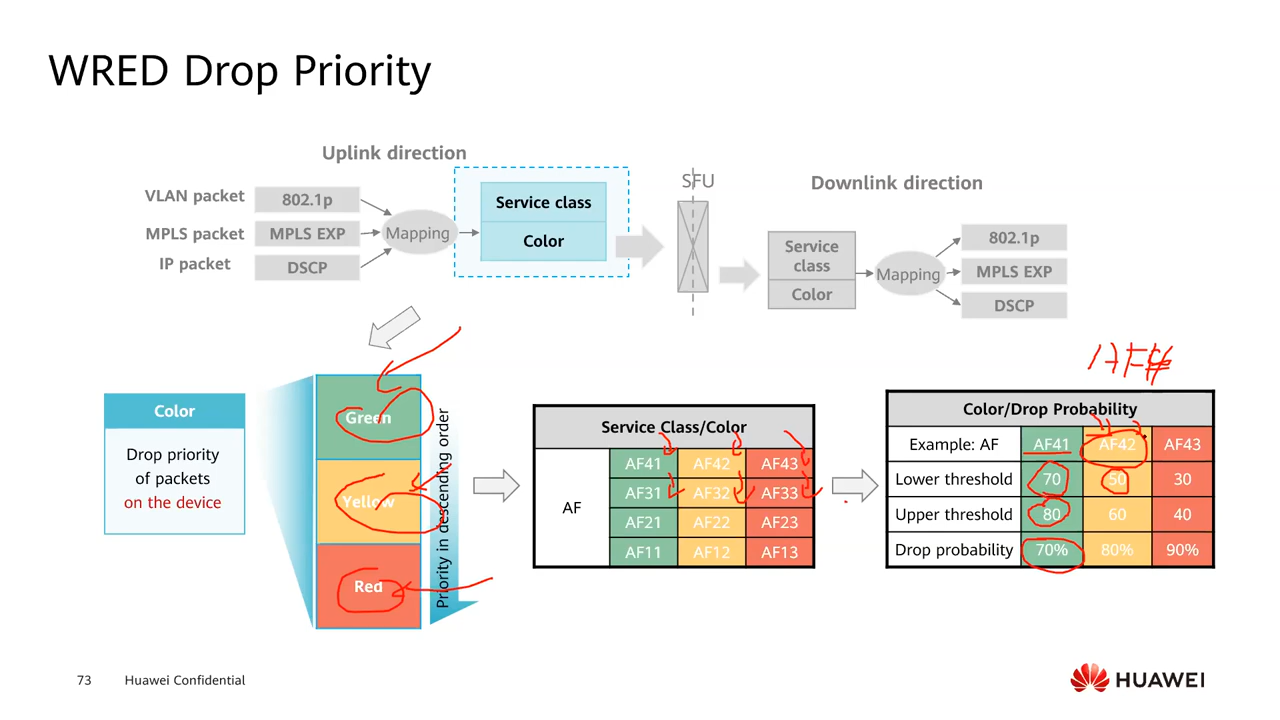 WRED Drop Priority
Uplink direction
VLAN packet
802.1p
MPLS packet
MPLS EXP
IP packet
DSCP
Mapping
Service class
Color
SFU
Downlink direction
Service
class
Color
Mapping
802.1p
MPLS EXP
DSCP
Color
Drop priority
of packets
on the device
Green
Yellow
Red
Priority in descending order
Service Class/Color
AF
AF41 AF42 AF43
AF31 AF32 AF33
AF21 AF22 AF23
AF11 AF12 AF13
Color/Drop Probability
Example: AF AF41 AF42 AF43
Lower threshold 70 50 30
Upper threshold 80 60 40
Drop probability 70% 80% 90%
73 Huawei Confidential
HUAWEI